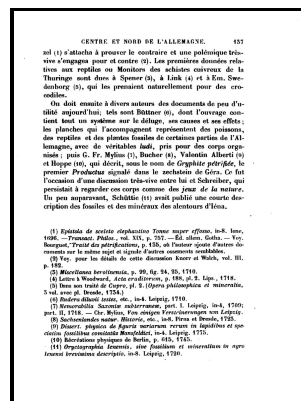 CENTRE ET NORD DE L'ALLEMAGNE. 157
zel (1) s'attacha à prouver le contraire et une polémique très-
vive s'engagea pour et contre (2). Les premières données rela-
tives aux reptiles ou Monitors des schistes cuivreux de la
Thuringe sont dues à Spener (3), à Link (4) et à Em. Swe-
denborg (5), qui les prenaient naturellement pour des cro-
codiles.
On doit ensuite à divers auteurs des documents de peu d'u-
tilité aujourd'hui; tels sont Büttner (6), dont l'ouvrage con-
tient tout un système sur le déluge, ses causes et ses effets;
les planches qui l'accompagnent représentent des poissons,
des reptiles et des plantes fossiles de certaines parties de l'Al-
lemagne, avec de véritables ludi, pris pour des corps orga-
nisés; puis G. Fr. Mylius (7), Bucher (8), Valentin Alberti (9)
et Hoppe (10), qui décrit, sous le nom de Gryphite pétrifiée, le
premier Productus signalé dans le zechstein de Géra. Ce fut
l'occasion d'une discussion très-vive entre lui et Schreiber, qui
persistait à regarder ces corps comme des jeux de la nature.
Un peu auparavant, Schüttie (11) avait publié une courte des-
cription des fossiles et des minéraux des alentours d'Iéna.
(1) Epistola de sceleto elephantino Tonnæ nuper effosso, in-8. Iene,
1696. —Transact. Philos., vol. XIX, p. 757. — Ed. allem. Gotha. — Voy.
Bourguet, Traité des pétrifications, p. 135, où l'auteur ajoute d'autres do-
cuments sur le même sujet et signale d'autres ossements semblables.
(2) Voy. pour les détails de cette discussion Knorr et Walch, vol. III,
p. 182.
(3) Miscellanea berolinensia, p. 99, fig. 24, 25, 1710.
(4) Lettre à Woodward, Acta eruditorum, p. 188, pl. 2. Lips., 1718.
(5) Dans son traité de Cupro, pl. 2. (Opera philosophica et mineralia,
3 vol. avec pl. Dresde, 1734.)
(6) Rudera diluvii testes, etc., in-4. Leipzig, 1710.
(7) Memorabilia Saxoniæ subterraneæ, part. I. Leipzig, in-4, 1709;
part. II, 1718. — Chr. Mylius, Von einigen Versteinerungen von Leipzig.
(8) Sachsenlandes natur. Historie, etc., in-8. Pirna et Dresde, 1723.
(9) Dissert. physica de figuris variarum rerum in lapidibus et spe-
ciatim fossilibus comitatûs Mansfeldici, in-4. Leipzig, 1775.
(10) Récréations physiques de Berlin, p. 615, 1745.
(11) Oryctographia Ienensis, sive fossilium et mineralium in agro
Ienensi brevissima descriptio, in-8. Leipzig, 1720.